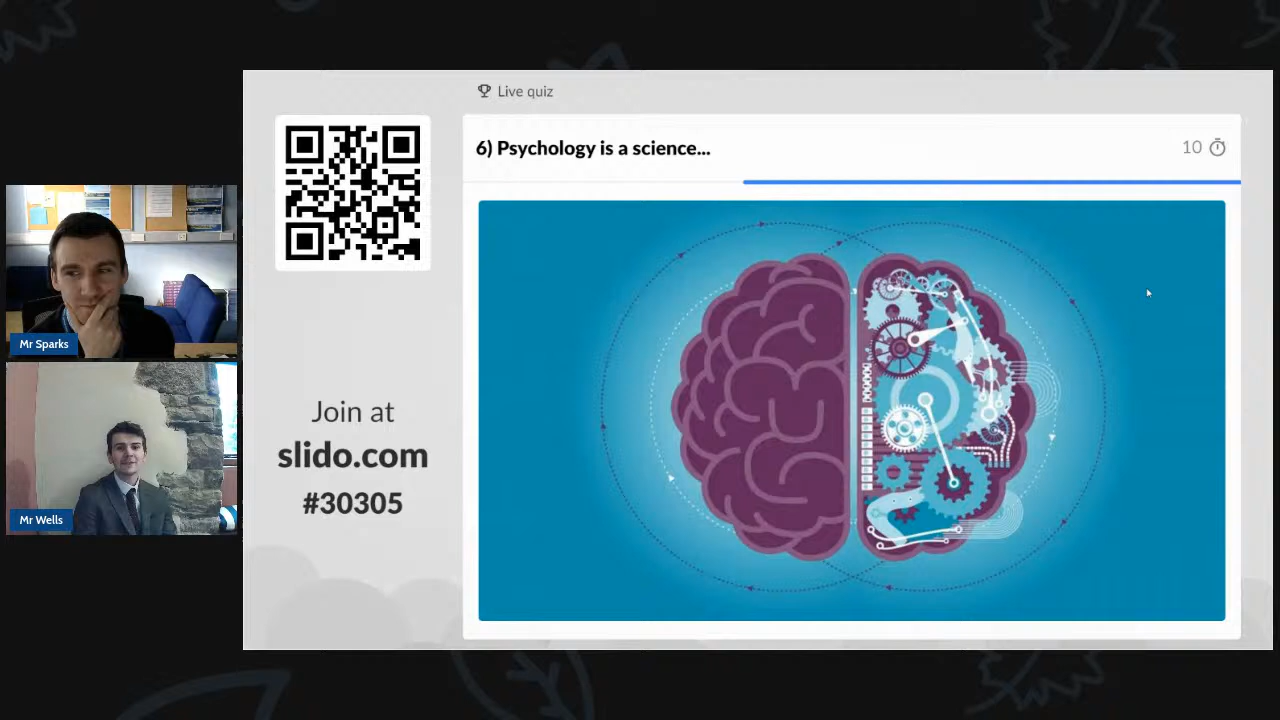 Live quiz
6) Psychology is a science...
10
Join at
slido.com
#30305
Mr Sparks
Mr Wells